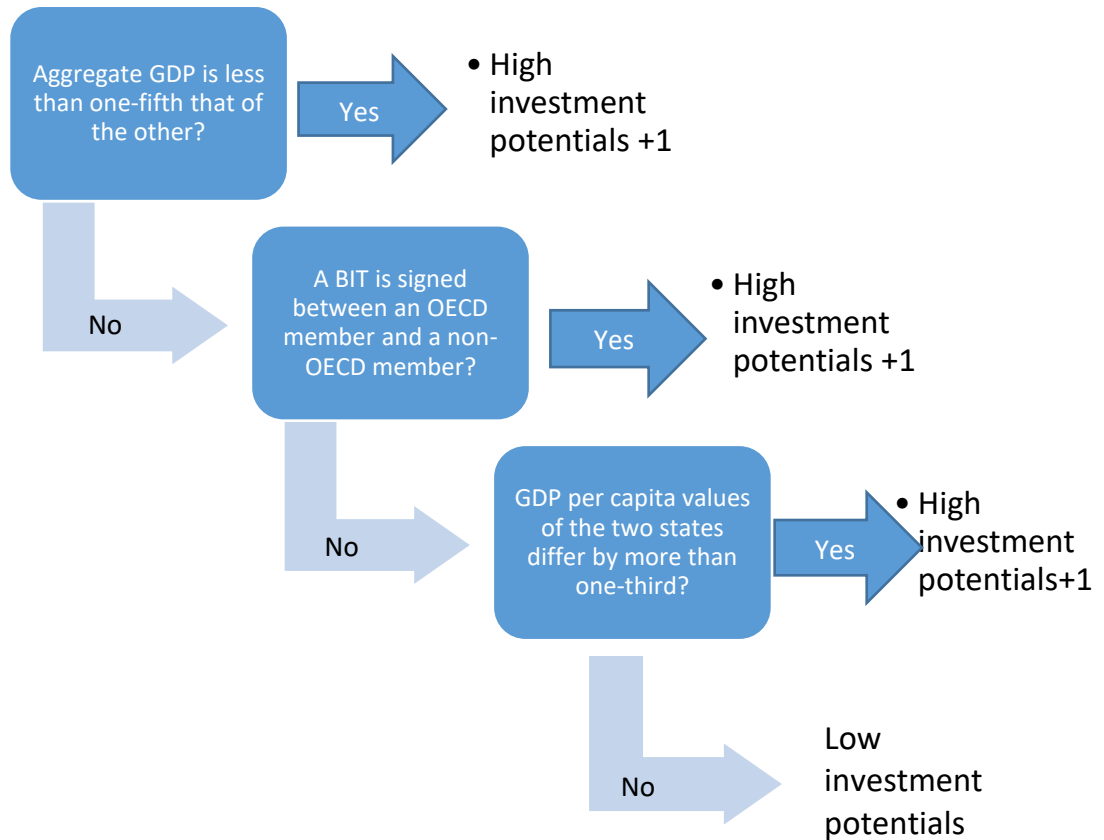 Aggregate GDP is less
than one-fifth that of
the other?
Yes
• High
investment
potentials +1
No
A BIT is signed
between an OECD
member and a non-
OECD member?
Yes
• High
investment
potentials +1
No
GDP per capita values
of the two states
differ by more than
one-third?
Yes
• High
investment
potentials+1
No
Low
investment
potentials